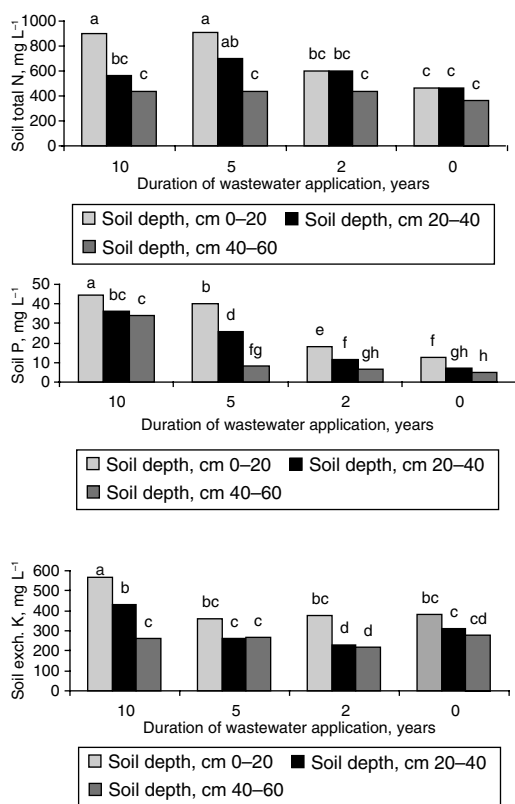 Soil total N, mg L⁻¹
1000
800
600
400
200
0
a
bc
c
a
ab
c
bc
bc
c
c
c
c
10 5 2 0
Duration of wastewater application, years
Soil depth, cm 0–20 Soil depth, cm 20–40
Soil depth, cm 40–60
Soil P, mg L⁻¹
50
40
30
20
10
0
a
bc
c
b
d
fg
e
f
gh
f
gh
h
10 5 2 0
Duration of wastewater application, years
Soil depth, cm 0–20 Soil depth, cm 20–40
Soil depth, cm 40–60
Soil exch. K, mg L⁻¹
600
500
400
300
200
100
0
a
b
c
bc
c
c
bc
d
d
bc
c
cd
10 5 2 0
Duration of wastewater application, years
Soil depth, cm 0–20 Soil depth, cm 20–40
Soil depth, cm 40–60